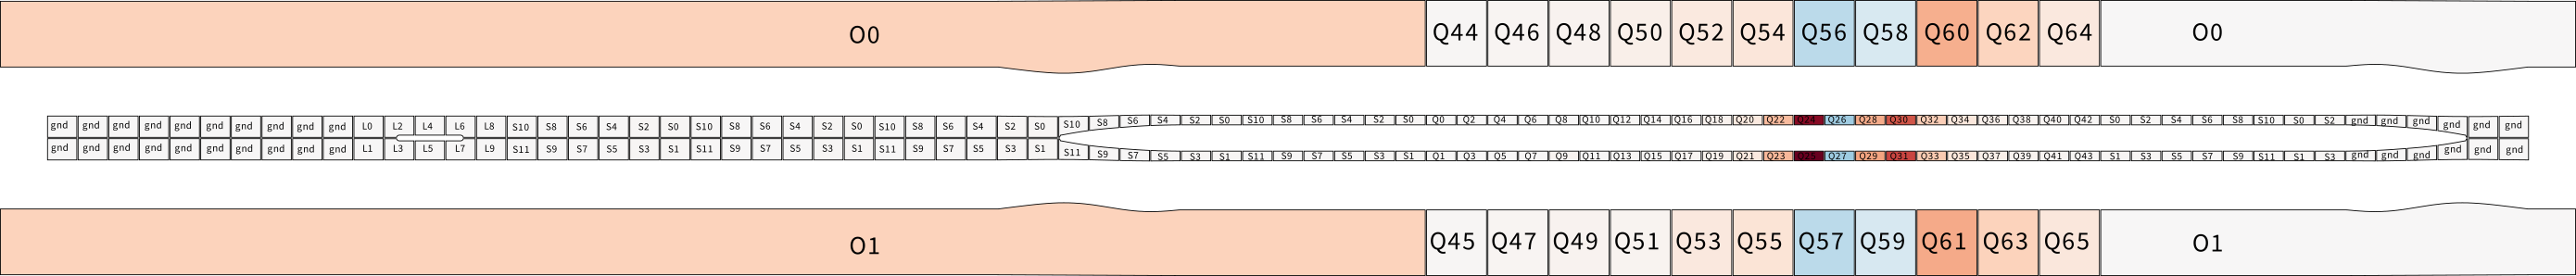 O0 Q44 Q46 Q48 Q50 Q52 Q54 Q56 Q58 Q60 Q62 Q64 O0
gnd gnd gnd gnd gnd gnd gnd gnd gnd gnd L0 L2 L4 L6 L8 S10 S8 S6 S4 S2 S0 S10 S8 S6 S4 S2 S0 S10 S8 S6 S4 S2 S0 S10 S8 S6 S4 S2 S0 S10 S8 S6 S4 S2 S0 Q0 Q2 Q4 Q6 Q8 Q10 Q12 Q14 Q16 Q18 Q20 Q22 Q24 Q26 Q28 Q30 Q32 Q34 Q36 Q38 Q40 Q42 S0 S2 S4 S6 S8 S10 S0 S2 gnd gnd gnd gnd gnd gnd
gnd gnd gnd gnd gnd gnd gnd gnd gnd gnd L1 L3 L5 L7 L9 S11 S9 S7 S5 S3 S1 S11 S9 S7 S5 S3 S1 S11 S9 S7 S5 S3 S1 S11 S9 S7 S5 S3 S1 S11 S9 S7 S5 S3 S1 Q1 Q3 Q5 Q7 Q9 Q11 Q13 Q15 Q17 Q19 Q21 Q23 Q25 Q27 Q29 Q31 Q33 Q35 Q37 Q39 Q41 Q43 S1 S3 S5 S7 S9 S11 S1 S3 gnd gnd gnd gnd gnd gnd
O1 Q45 Q47 Q49 Q51 Q53 Q55 Q57 Q59 Q61 Q63 Q65 O1